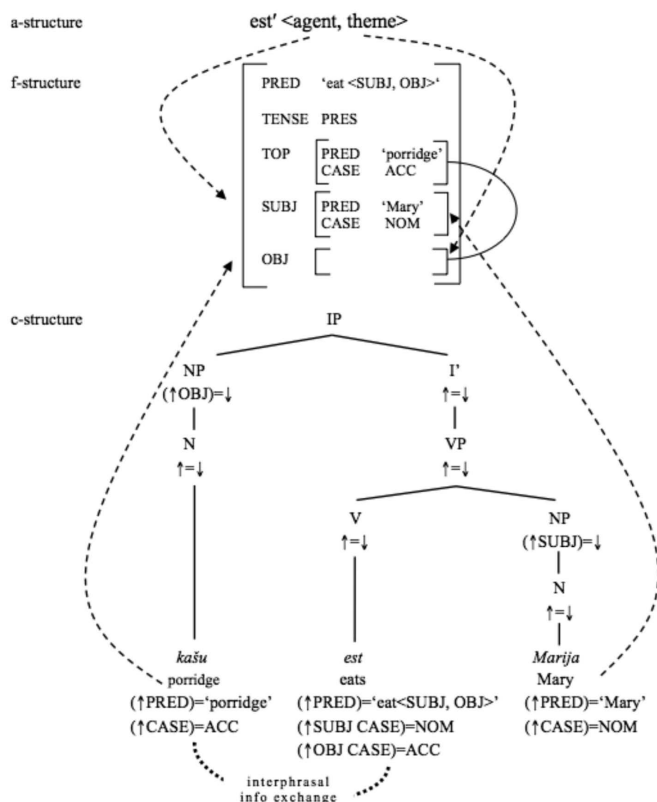 a-structure est′ <agent, theme>
f-structure
PRED ‘eat <SUBJ, OBJ>‘
TENSE PRES
TOP PRED ‘porridge’
CASE ACC
SUBJ PRED ‘Mary’
CASE NOM
OBJ
c-structure IP
NP I’
(↑OBJ)=↓ ↑=↓
N VP
↑=↓ ↑=↓
V NP
↑=↓ (↑SUBJ)=↓
N
↑=↓
kašu est Marija
porridge eats Mary
(↑PRED)=‘porridge’ (↑PRED)=‘eat<SUBJ, OBJ>’ (↑PRED)=‘Mary’
(↑CASE)=ACC (↑SUBJ CASE)=NOM (↑CASE)=NOM
(↑OBJ CASE)=ACC
interphrasal
info exchange